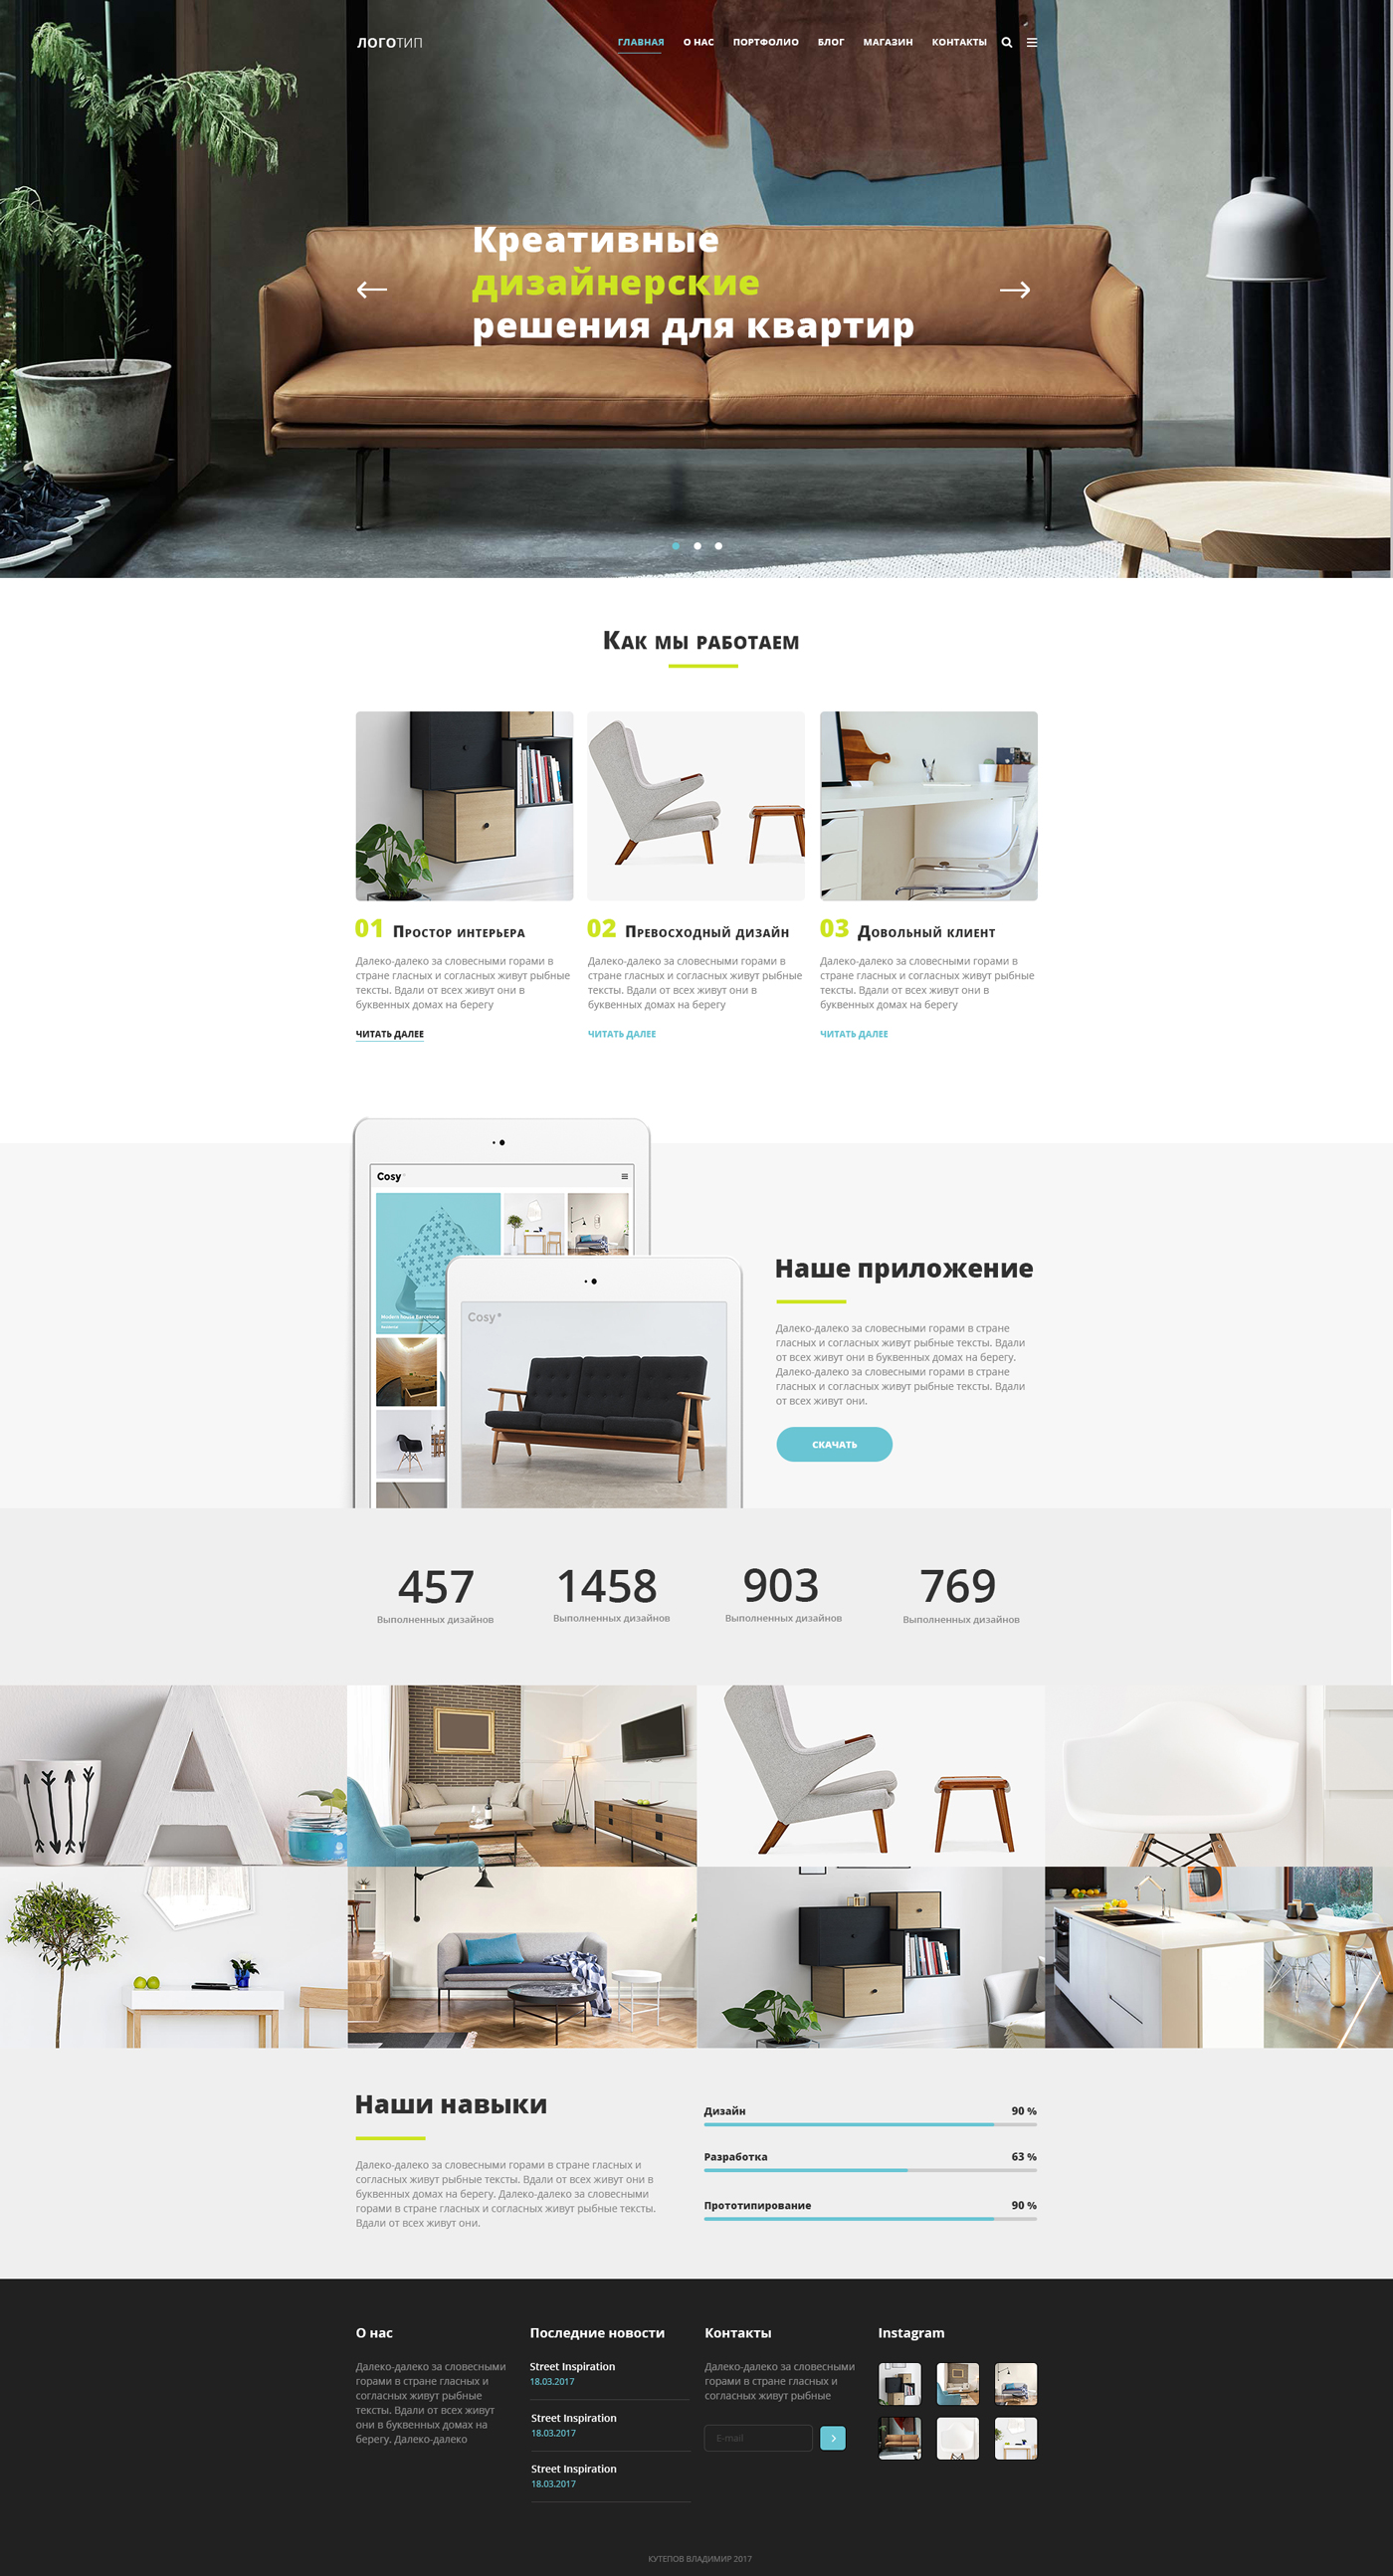 ЛОГОТИП
ГЛАВНАЯ О НАС ПОРТФОЛИО БЛОГ МАГАЗИН КОНТАКТЫ
Креативные
дизайнерские
решения для квартир
Как мы работаем
01 Простор интерьера
Далеко-далеко за словесными горами в
стране гласных и согласных живут рыбные
тексты. Вдали от всех живут они в
буквенных домах на берегу
ЧИТАТЬ ДАЛЕЕ
02 Превосходный дизайн
Далеко-далеко за словесными горами в
стране гласных и согласных живут рыбные
тексты. Вдали от всех живут они в
буквенных домах на берегу
ЧИТАТЬ ДАЛЕЕ
03 Довольный клиент
Далеко-далеко за словесными горами в
стране гласных и согласных живут рыбные
тексты. Вдали от всех живут они в
буквенных домах на берегу
ЧИТАТЬ ДАЛЕЕ
Cosy
Modern house Barcelona
Cosy*
Наше приложение
Далеко-далеко за словесными горами в стране
гласных и согласных живут рыбные тексты. Вдали
от всех живут они в буквенных домах на берегу.
Далеко-далеко за словесными горами в стране
гласных и согласных живут рыбные тексты. Вдали
от всех живут они.
СКАЧАТЬ
457
Выполненных дизайнов
1458
Выполненных дизайнов
903
Выполненных дизайнов
769
Выполненных дизайнов
A
Наши навыки
Далеко-далеко за словесными горами в стране гласных и
согласных живут рыбные тексты. Вдали от всех живут они в
буквенных домах на берегу. Далеко-далеко за словесными
горами в стране гласных и согласных живут рыбные тексты.
Вдали от всех живут они.
Дизайн 90 %
Разработка 63 %
Прототипирование 90 %
О нас
Далеко-далеко за словесными
горами в стране гласных и
согласных живут рыбные
тексты. Вдали от всех живут
они в буквенных домах на
берегу. Далеко-далеко
Последние новости
Street Inspiration
18.03.2017
Street Inspiration
18.03.2017
Street Inspiration
18.03.2017
Контакты
Далеко-далеко за словесными
горами в стране гласных и
согласных живут рыбные
E-mail
Instagram
КУТЕПОВ ВЛАДИМИР 2017